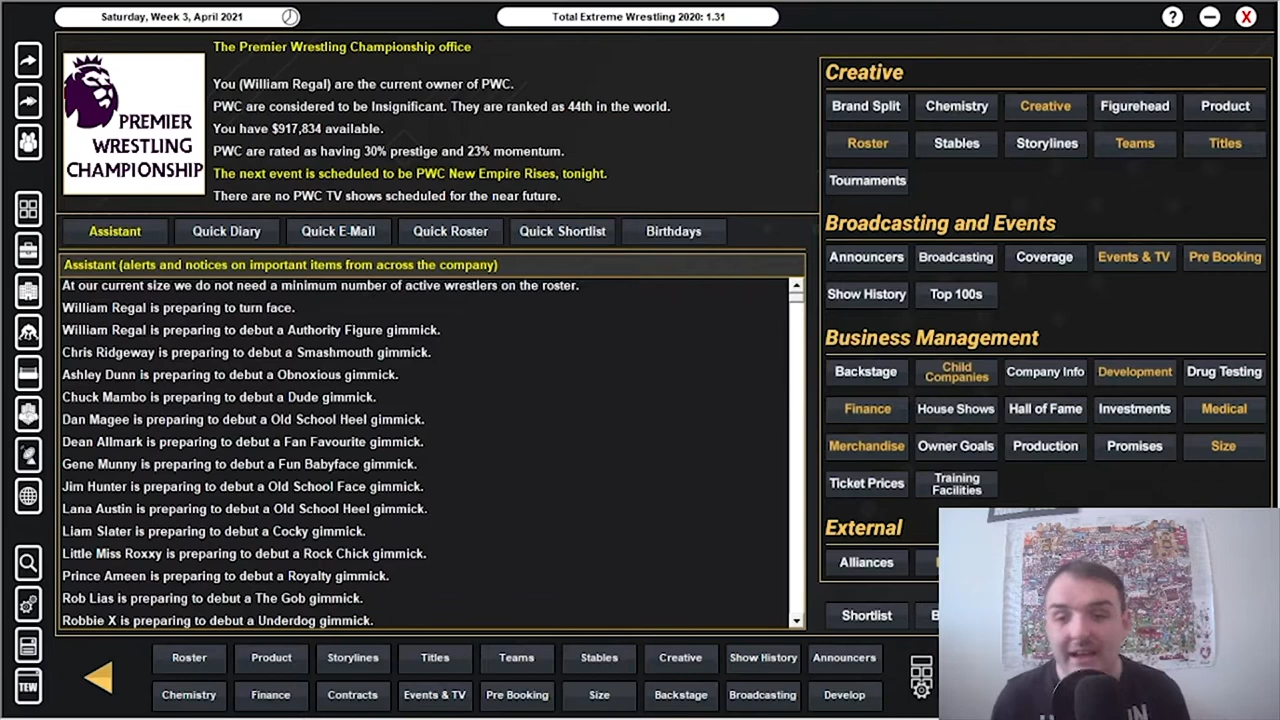 Saturday, Week 3, April 2021
Total Extreme Wrestling 2020: 1.31
?
X
PREMIER
WRESTLING
CHAMPIONSHIP
The Premier Wrestling Championship office
You (William Regal) are the current owner of PWC.
PWC are considered to be Insignificant. They are ranked as 44th in the world.
You have $917,834 available.
PWC are rated as having 30% prestige and 23% momentum.
The next event is scheduled to be PWC New Empire Rises, tonight.
There are no PWC TV shows scheduled for the near future.
Assistant Quick Diary Quick E-Mail Quick Roster Quick Shortlist Birthdays
Assistant (alerts and notices on important items from across the company)
At our current size we do not need a minimum number of active wrestlers on the roster.
William Regal is preparing to turn face.
William Regal is preparing to debut a Authority Figure gimmick.
Chris Ridgeway is preparing to debut a Smashmouth gimmick.
Ashley Dunn is preparing to debut a Obnoxious gimmick.
Chuck Mambo is preparing to debut a Dude gimmick.
Dan Magee is preparing to debut a Old School Heel gimmick.
Dean Allmark is preparing to debut a Fan Favourite gimmick.
Gene Munny is preparing to debut a Fun Babyface gimmick.
Jim Hunter is preparing to debut a Old School Face gimmick.
Lana Austin is preparing to debut a Old School Heel gimmick.
Liam Slater is preparing to debut a Cocky gimmick.
Little Miss Roxxy is preparing to debut a Rock Chick gimmick.
Prince Ameen is preparing to debut a Royalty gimmick.
Rob Lias is preparing to debut a The Gob gimmick.
Robbie X is preparing to debut a Underdog gimmick.
Creative
Brand Split Chemistry Creative Figurehead Product
Roster Stables Storylines Teams Titles
Tournaments
Broadcasting and Events
Announcers Broadcasting Coverage Events & TV Pre Booking
Show History Top 100s
Business Management
Backstage Child Companies Company Info Development Drug Testing
Finance House Shows Hall of Fame Investments Medical
Merchandise Owner Goals Production Promises Size
Ticket Prices Training Facilities
External
Alliances
Shortlist
Roster Product Storylines Titles Teams Stables Creative Show History Announcers
Chemistry Finance Contracts Events & TV Pre Booking Size Backstage Broadcasting Develop
TEW